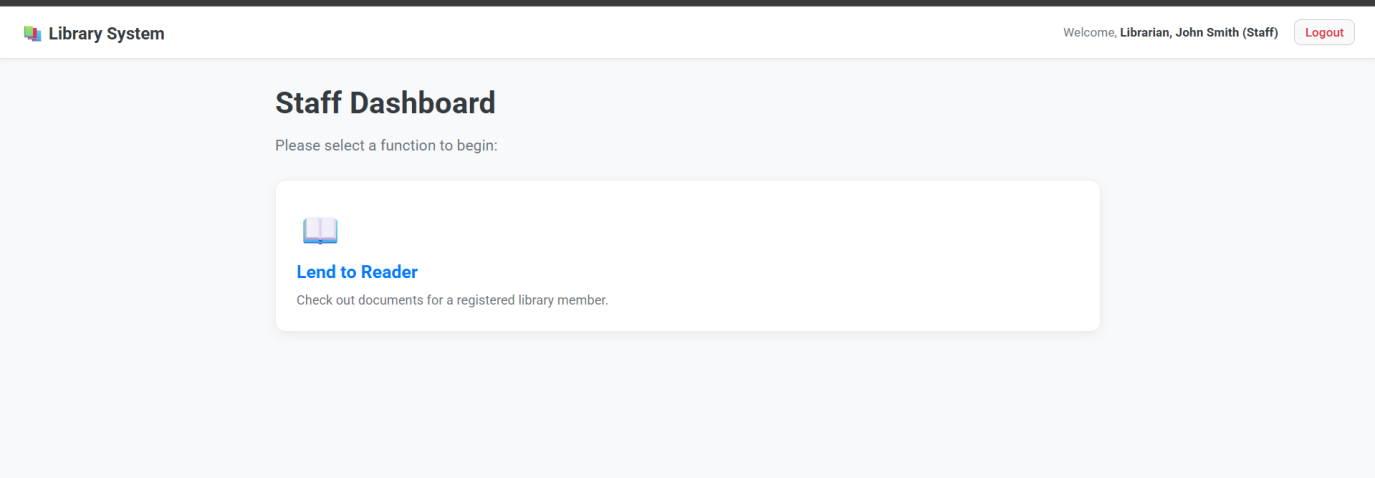 Library System
Welcome, Librarian, John Smith (Staff)
Logout
Staff Dashboard
Please select a function to begin:
Lend to Reader
Check out documents for a registered library member.